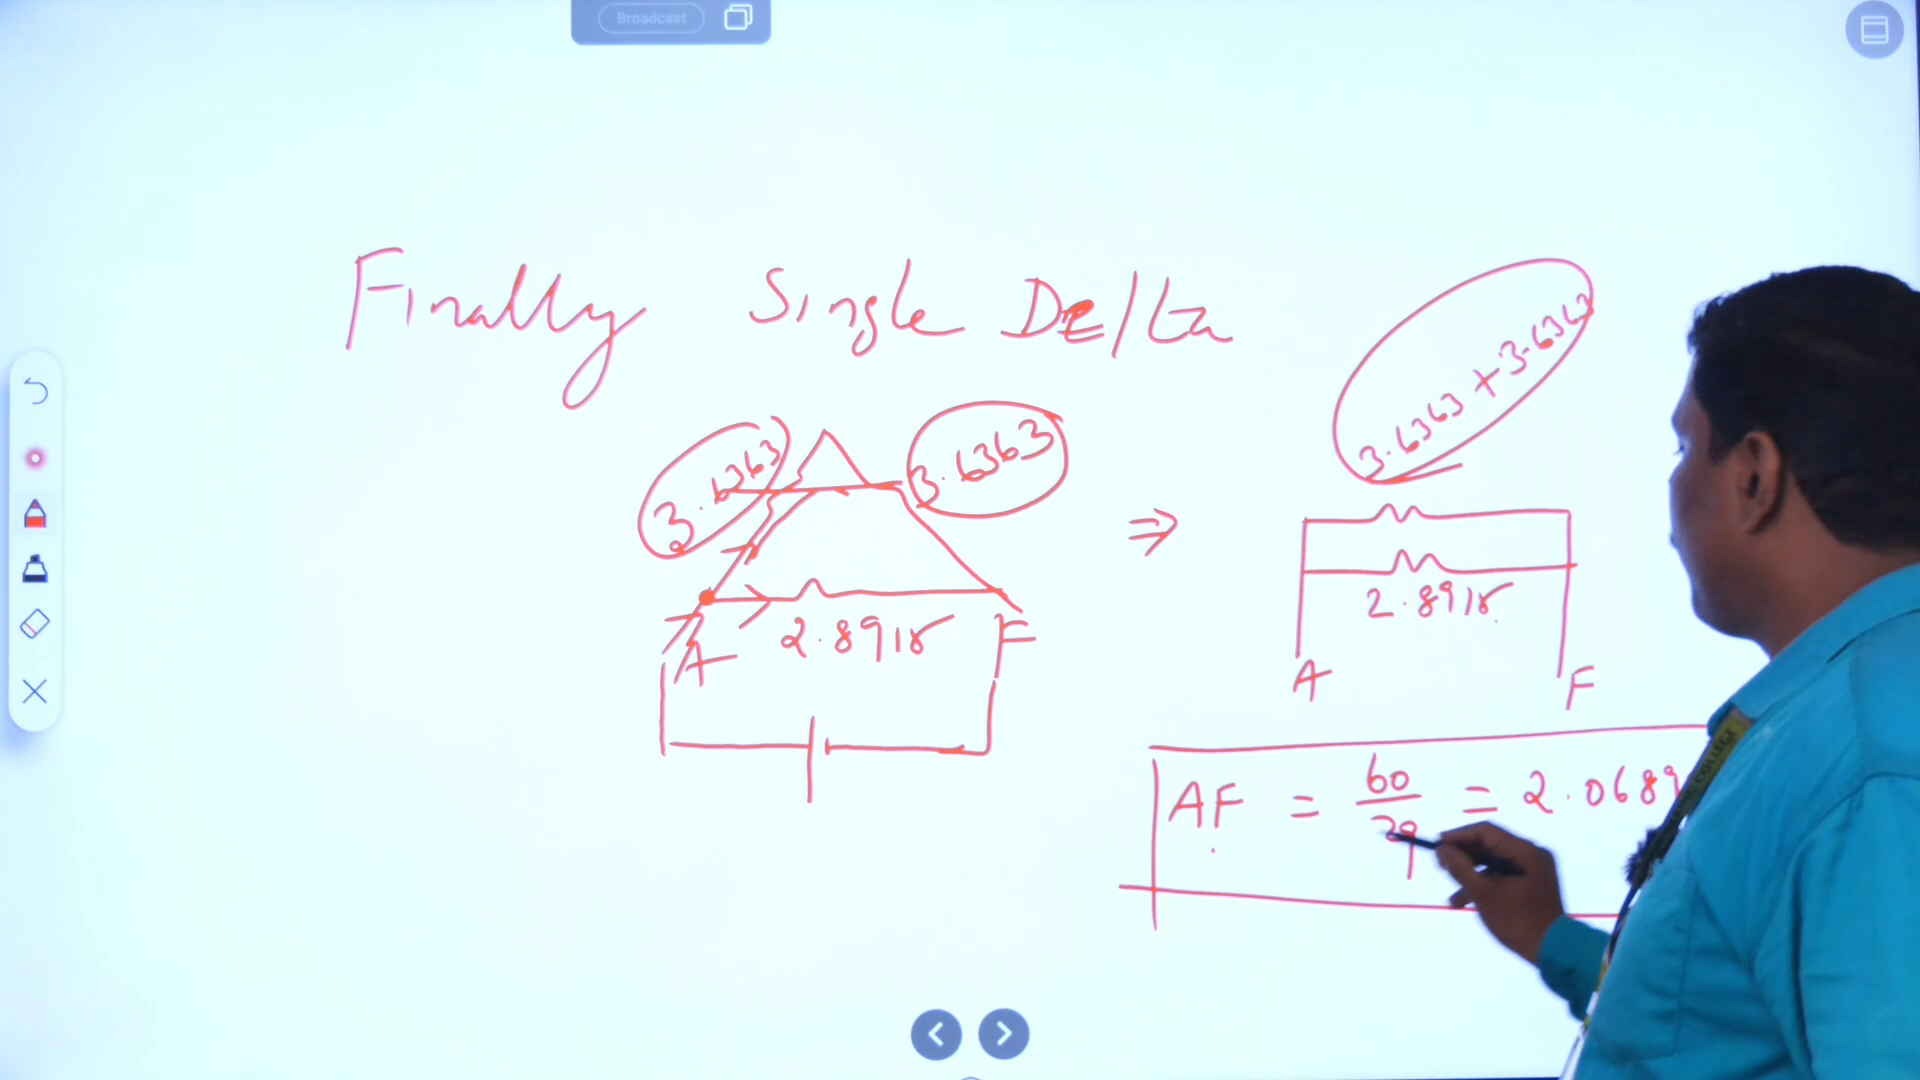 Broadcast
Finally Single Delta
3.6363
3.6363
⇒
3.6363 + 3.6363
2.8918
2.8918
A
F
A
F
AF = 60/29 = 2.0689
COLLEGE